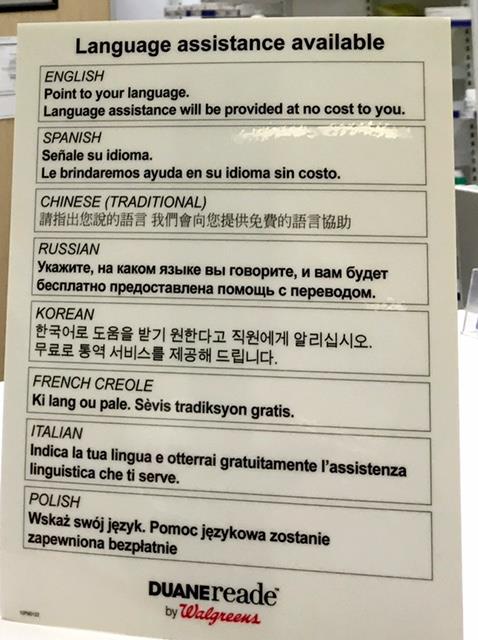 Language assistance available
ENGLISH
Point to your language.
Language assistance will be provided at no cost to you.
SPANISH
Señale su idioma.
Le brindaremos ayuda en su idioma sin costo.
CHINESE (TRADITIONAL)
請指出您說的語言 我們會向您提供免費的語言協助
RUSSIAN
Укажите, на каком языке вы говорите, и вам будет
бесплатно предоставлена помощь с переводом.
KOREAN
한국어로 도움을 받기 원한다고 직원에게 알리십시오.
무료로 통역 서비스를 제공해 드립니다.
FRENCH CREOLE
Ki lang ou pale. Sèvis tradiksyon gratis.
ITALIAN
Indica la tua lingua e otterrai gratuitamente l'assistenza
linguistica che ti serve.
POLISH
Wskaż swój język. Pomoc językowa zostanie
zapewniona bezpłatnie
DUANEreade
by Walgreens